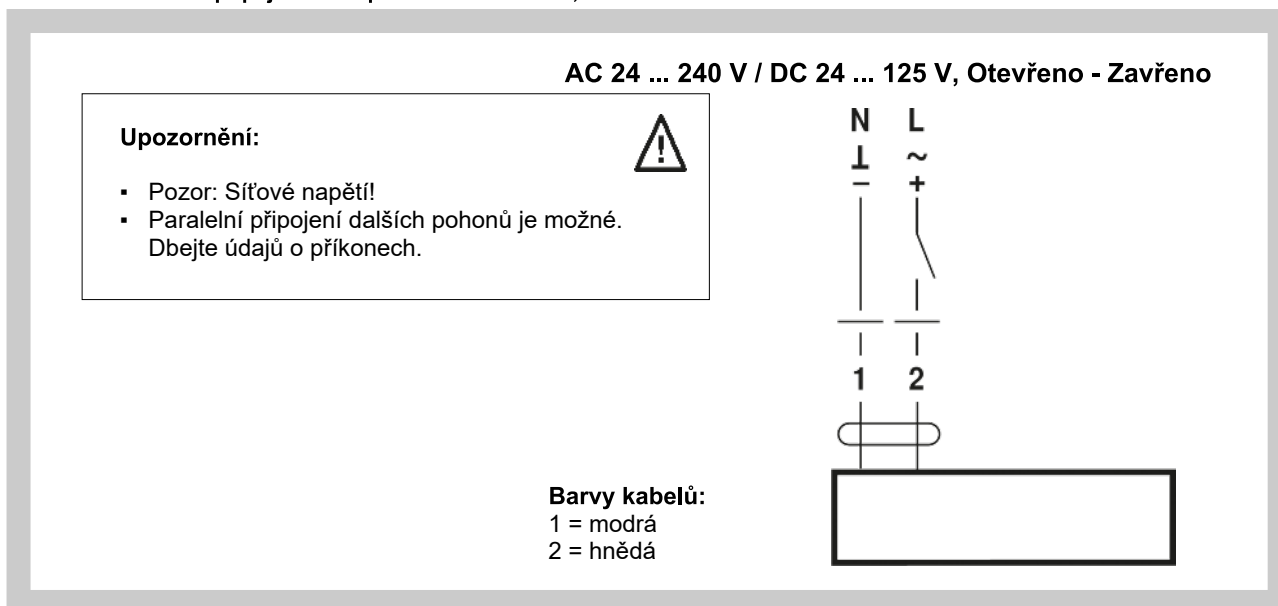 AC 24 ... 240 V / DC 24 ... 125 V, Otevřeno - Zavřeno
Upozornění:
▪ Pozor: Síťové napětí!
▪ Paralelní připojení dalších pohonů je možné.
Dbejte údajů o příkonech.
N L
⊥ ~
– +
1 2
Barvy kabelů:
1 = modrá
2 = hnědá